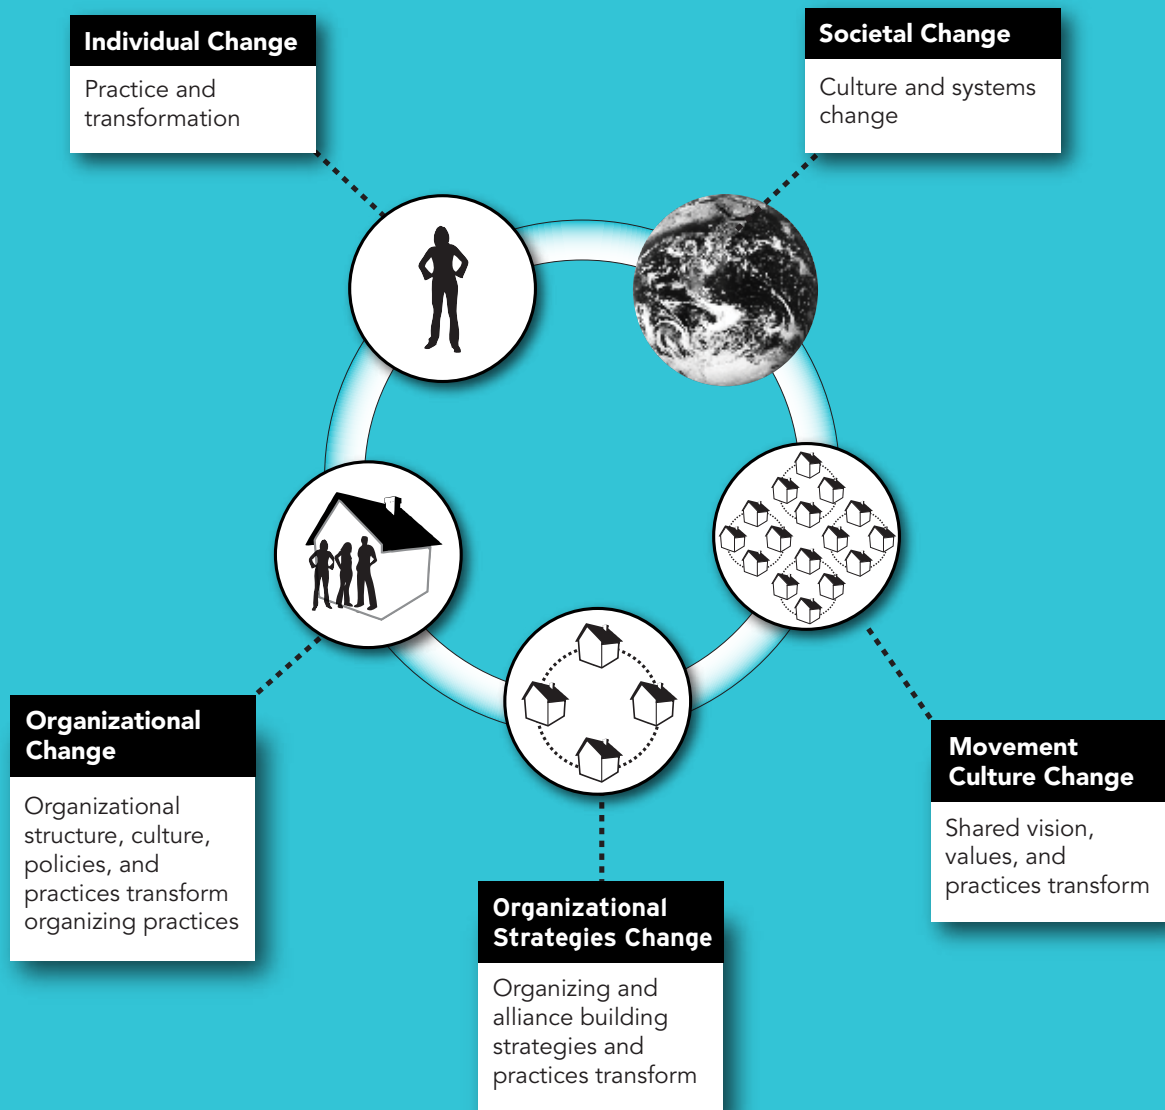 Individual Change
Practice and
transformation
Societal Change
Culture and systems
change
Organizational
Change
Organizational
structure, culture,
policies, and
practices transform
organizing practices
Organizational
Strategies Change
Organizing and
alliance building
strategies and
practices transform
Movement
Culture Change
Shared vision,
values, and
practices transform